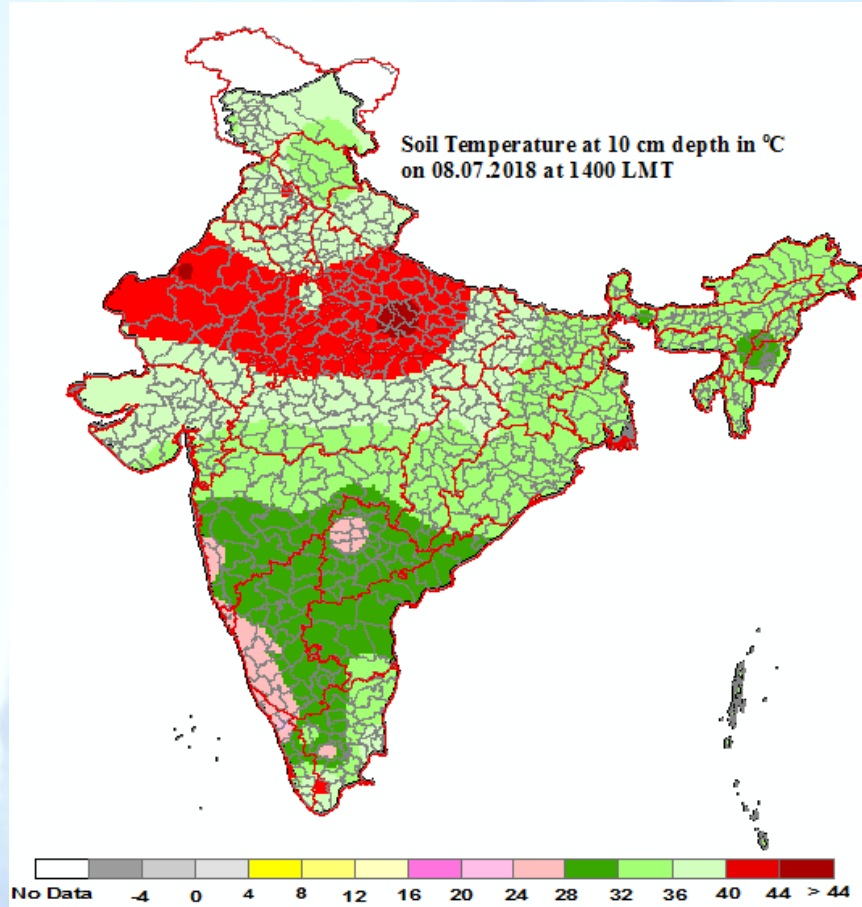 Soil Temperature at 10 cm depth in °C
on 08.07.2018 at 1400 LMT
No Data -4 0 4 8 12 16 20 24 28 32 36 40 44 > 44